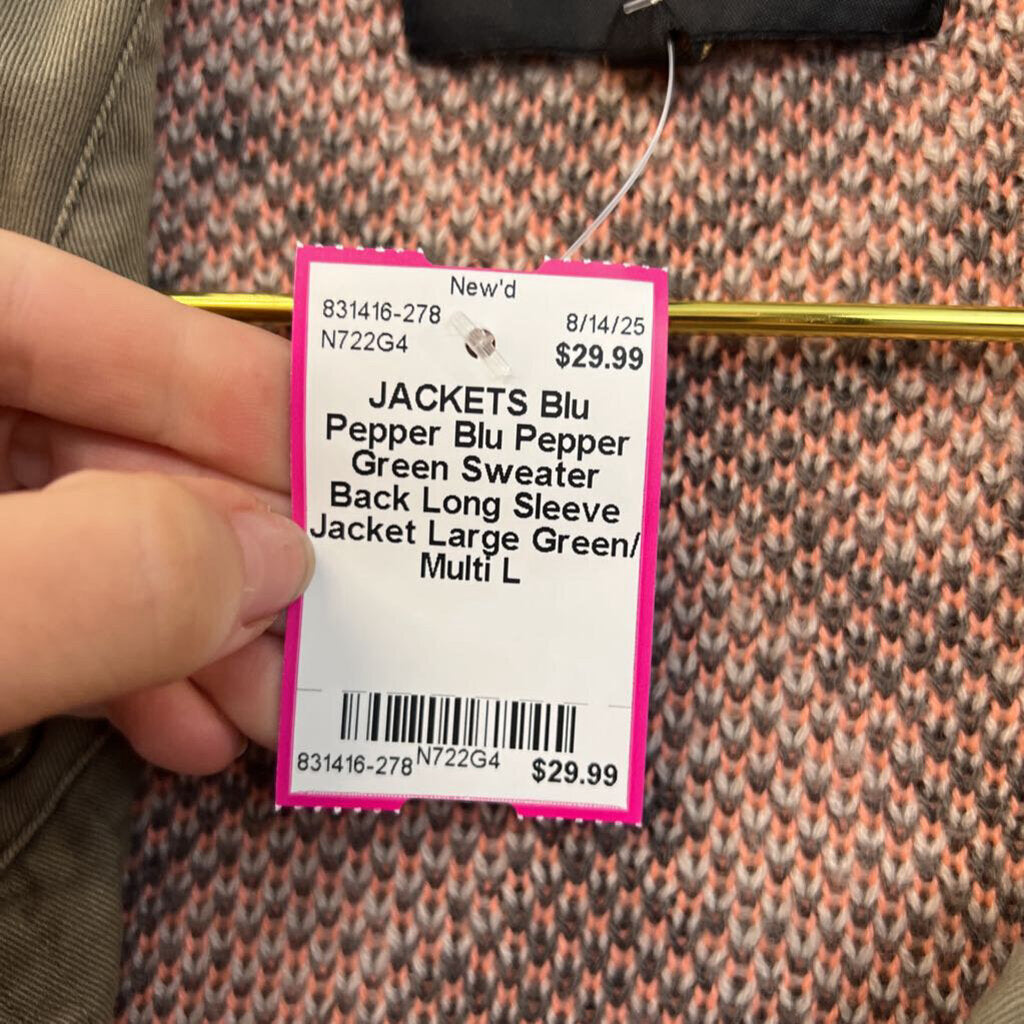 New'd
831416-278 8/14/25
N722G4 $29.99
JACKETS Blu
Pepper Blu Pepper
Green Sweater
Back Long Sleeve
Jacket Large Green/
Multi L
831416-278 N722G4 $29.99